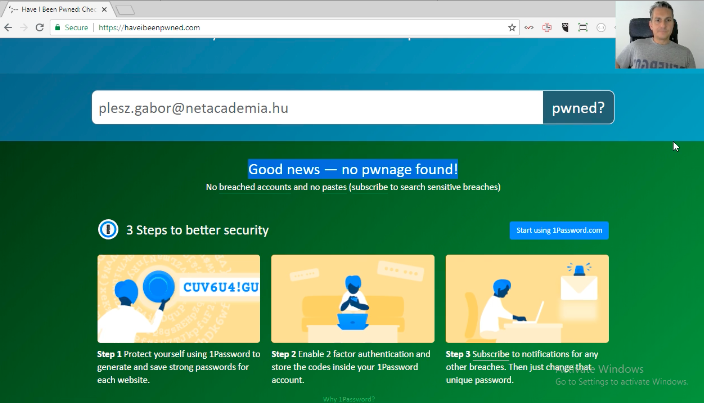 Have I Been Pwned: Chec
Secure
https://haveibeenpwned.com
plesz.gabor@netacademia.hu
pwned?
Good news — no pwnage found!
No breached accounts and no pastes (subscribe to search sensitive breaches)
3 Steps to better security
Start using 1Password.com
CUV6U4!GU
Step 1 Protect yourself using 1Password to
generate and save strong passwords for
each website.
Step 2 Enable 2 factor authentication and
store the codes inside your 1Password
account.
Step 3 Subscribe to notifications for any
other breaches. Then just change that
unique password.
Activate Windows
Go to Settings to activate Windows.
Why 1Password?